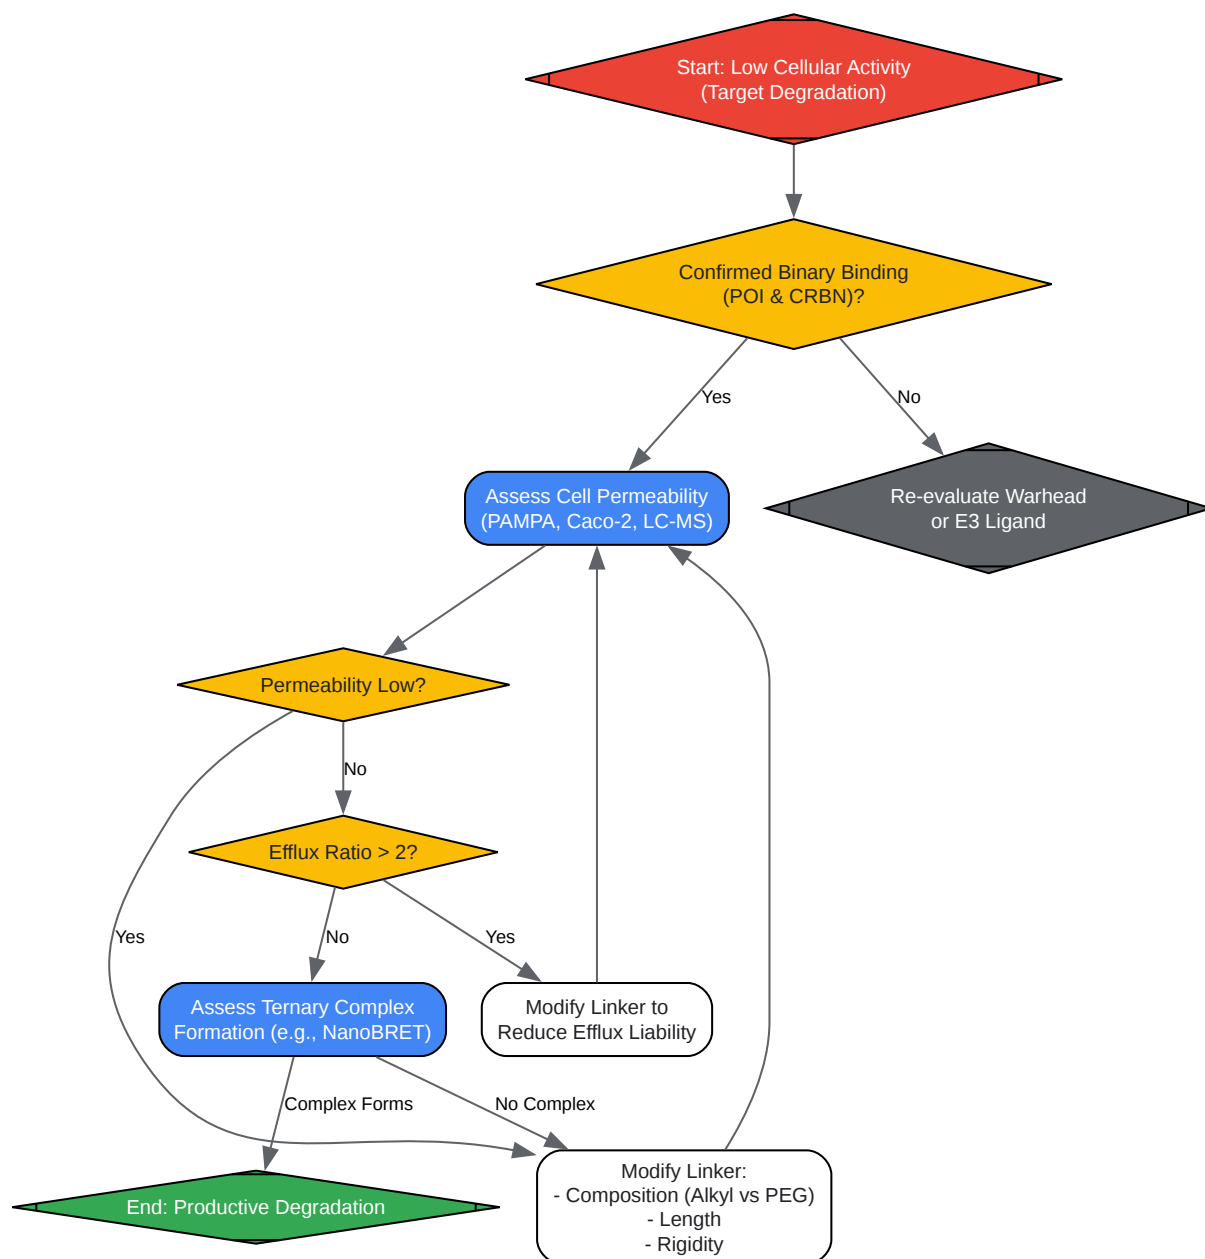 Start: Low Cellular Activity
(Target Degradation)
Confirmed Binary Binding
(POI & CRBN)?
Yes
No
Assess Cell Permeability
(PAMPA, Caco-2, LC-MS)
Re-evaluate Warhead
or E3 Ligand
Permeability Low?
No
Efflux Ratio > 2?
Yes
No
Yes
Assess Ternary Complex
Formation (e.g., NanoBRET)
Modify Linker to
Reduce Efflux Liability
Complex Forms
No Complex
End: Productive Degradation
Modify Linker:
- Composition (Alkyl vs PEG)
- Length
- Rigidity